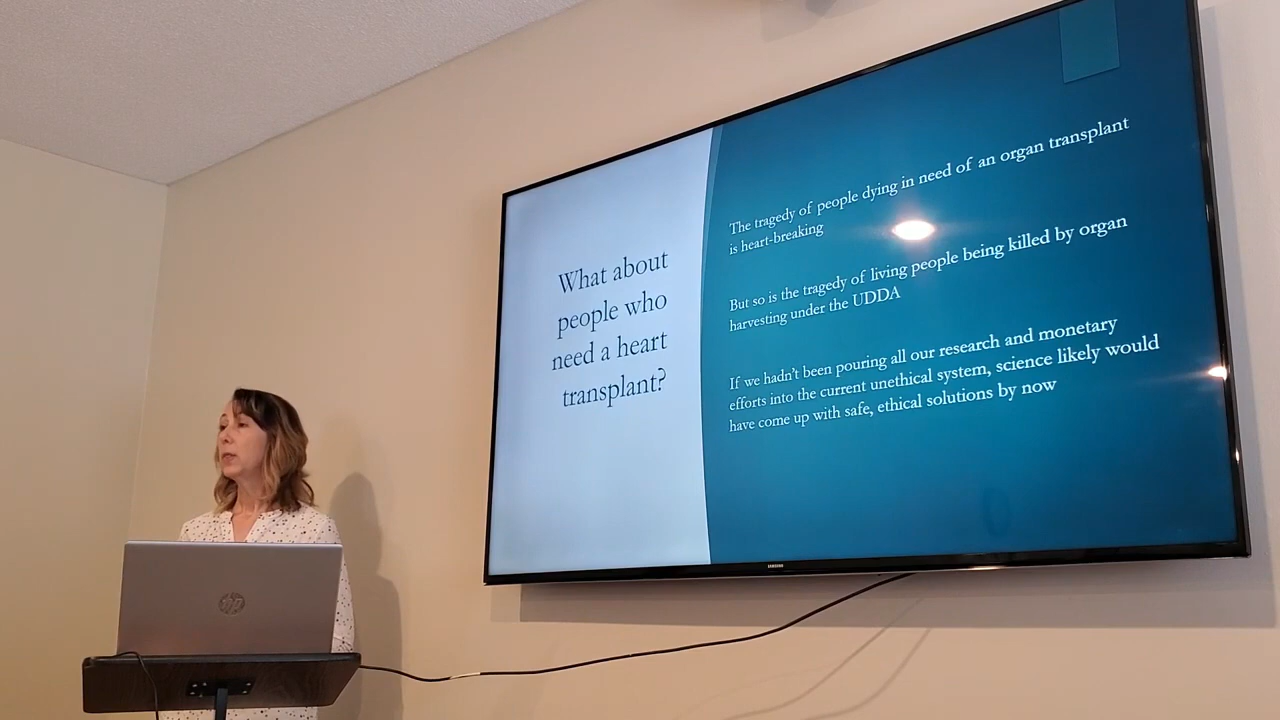 What about
people who
need a heart
transplant?
The tragedy of people dying in need of an organ transplant
is heart-breaking
But so is the tragedy of living people being killed by organ
harvesting under the UDDA
If we hadn't been pouring all our research and monetary
efforts into the current unethical system, science likely would
have come up with safe, ethical solutions by now
SAMSUNG
hp